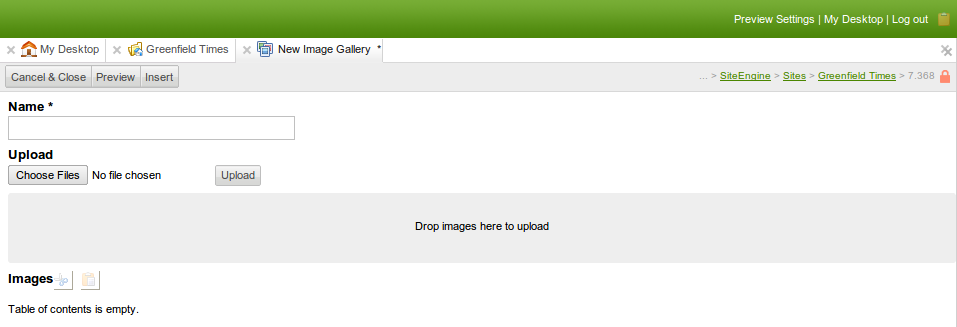 Preview Settings | My Desktop | Log out
My Desktop Greenfield Times New Image Gallery *
Cancel & Close Preview Insert ... > SiteEngine > Sites > Greenfield Times > 7.368
Name *
Upload
Choose Files No file chosen Upload
Drop images here to upload
Images
Table of contents is empty.